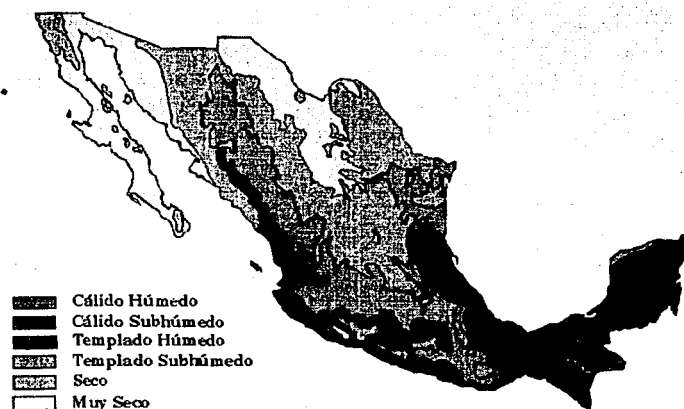 Cálido Húmedo
Cálido Subhúmedo
Templado Húmedo
Templado Subhúmedo
Seco
Muy Seco